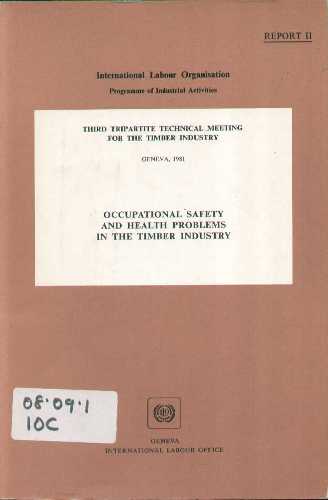 REPORT II
International Labour Organisation
Programme of Industrial Activities
THIRD TRIPARTITE TECHNICAL MEETING
FOR THE TIMBER INDUSTRY
GENEVA, 1981
OCCUPATIONAL SAFETY
AND HEALTH PROBLEMS
IN THE TIMBER INDUSTRY
08.09.1
IOC
GENEVA
INTERNATIONAL LABOUR OFFICE